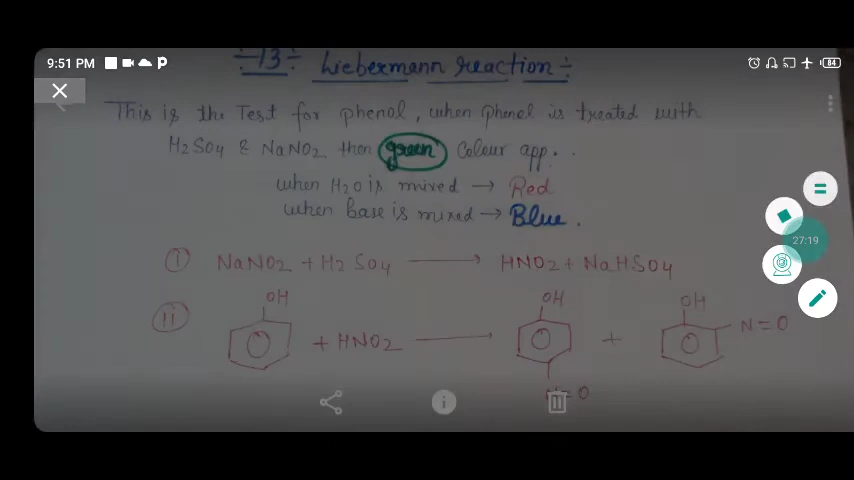 9:51 PM
84
÷13÷ Liebermann reaction ÷
This is the Test for phenol, when phenol is treated with
H2SO4 & NaNO2 then green colour app. .
when H2O is mixed → Red
when base is mixed → Blue.
27:19
(i) NaNO2 + H2SO4 → HNO2 + NaHSO4
(ii) OH + HNO2 → OH + OH N=O
N=O